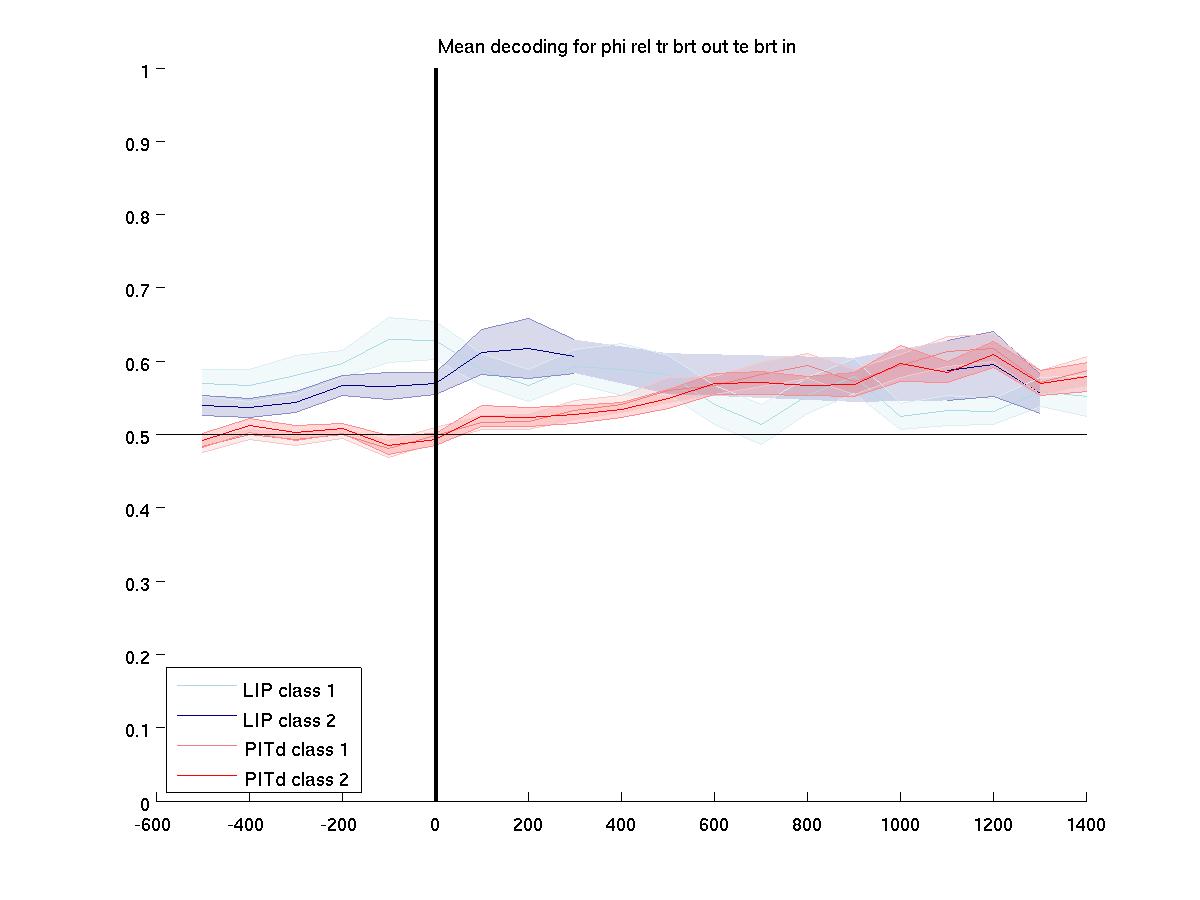 Mean decoding for phi rel tr brt out te brt in
1
0.9
0.8
0.7
0.6
0.5
0.4
0.3
0.2
0.1
0
LIP class 1
LIP class 2
PITd class 1
PITd class 2
-600 -400 -200 0 200 400 600 800 1000 1200 1400